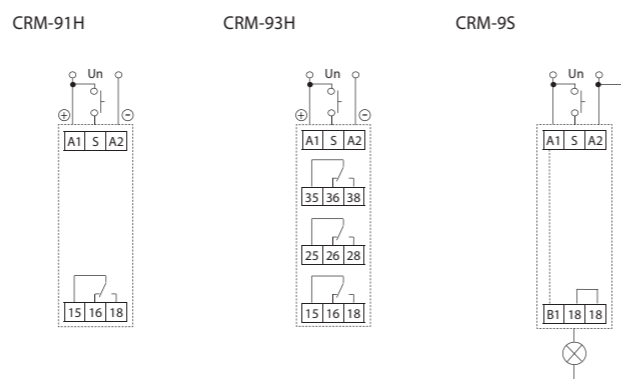 CRM-91H CRM-93H CRM-9S
Un Un Un
⊕ ⊖ ⊕ ⊖
A1 S A2 A1 S A2 A1 S A2
35 36 38
25 26 28
15 16 18 15 16 18 B1 18 18